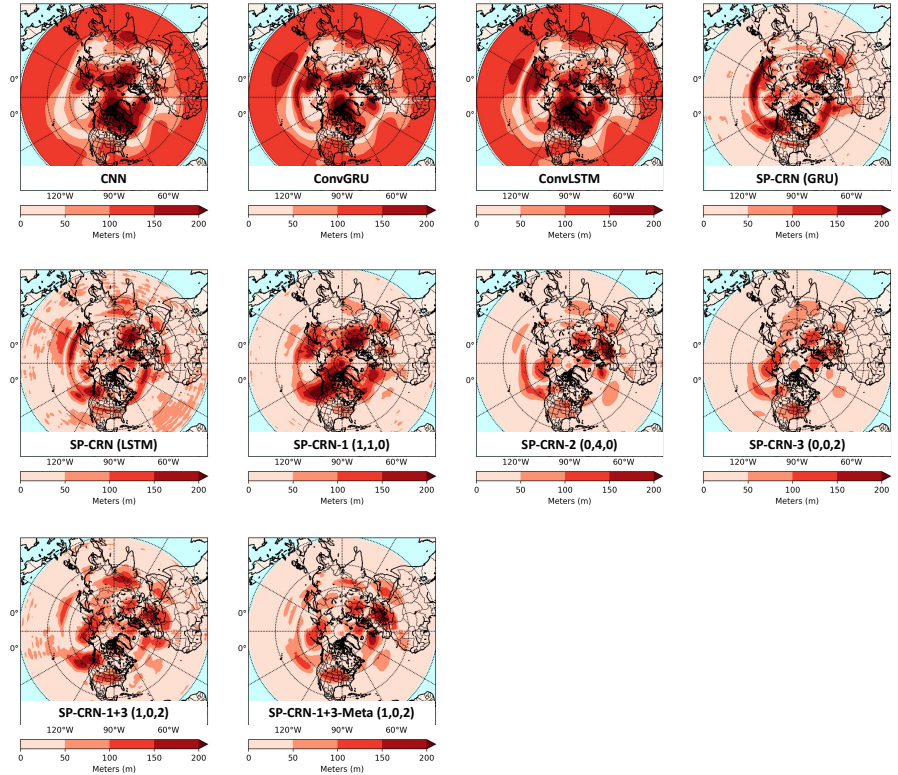 0° 0° 0°
0° 0° 0°
CNN ConvGRU ConvLSTM SP-CRN (GRU)
120°W 90°W 60°W 120°W 90°W 60°W 120°W 90°W 60°W 120°W 90°W 60°W
0 50 100 150 200 0 50 100 150 200 0 50 100 150 200 0 50 100 150 200
Meters (m) Meters (m) Meters (m) Meters (m)
0° 0° 0° 0°
0° 0° 0° 0°
SP-CRN (LSTM) SP-CRN-1 (1,1,0) SP-CRN-2 (0,4,0) SP-CRN-3 (0,0,2)
120°W 90°W 60°W 120°W 90°W 60°W 120°W 90°W 60°W 120°W 90°W 60°W
0 50 100 150 200 0 50 100 150 200 0 50 100 150 200 0 50 100 150 200
Meters (m) Meters (m) Meters (m) Meters (m)
0° 0°
0° 0°
SP-CRN-1+3 (1,0,2) SP-CRN-1+3-Meta (1,0,2)
120°W 90°W 60°W 120°W 90°W 60°W
0 50 100 150 200 0 50 100 150 200
Meters (m) Meters (m)